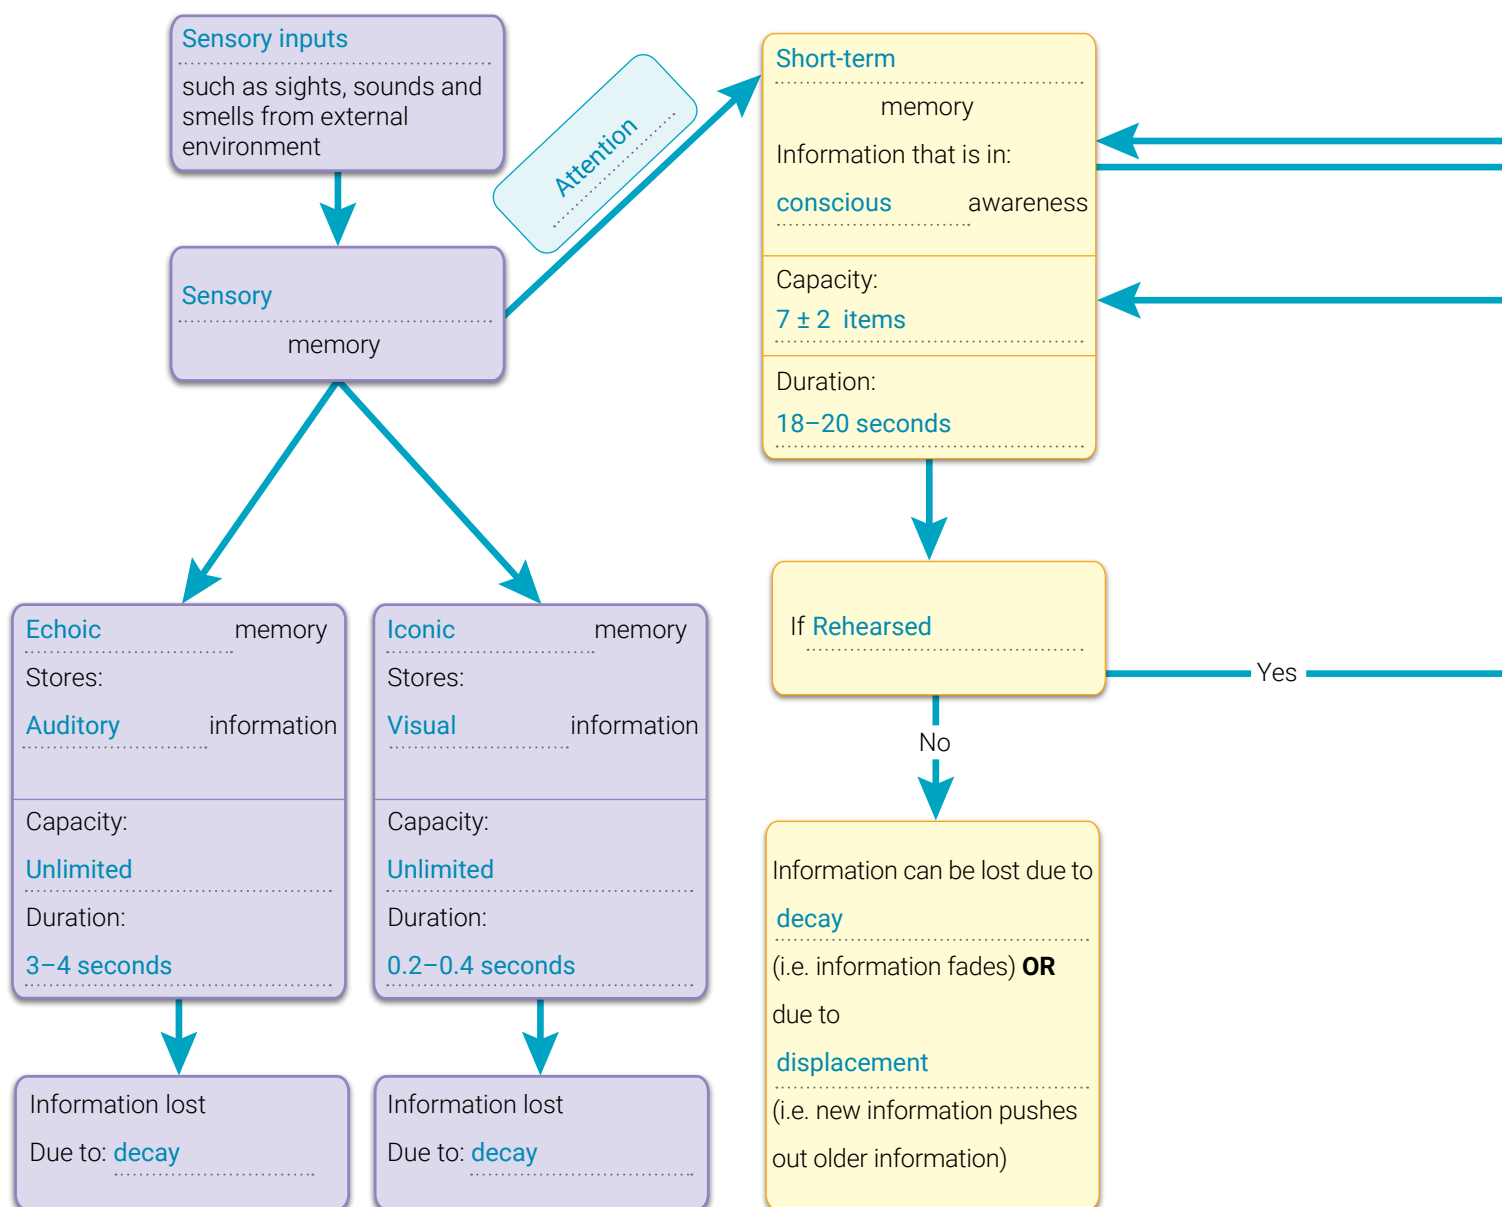 Sensory inputs
such as sights, sounds and
smells from external
environment
Sensory
memory
Attention
Short-term
memory
Information that is in:
conscious awareness
Capacity:
7 ± 2 items
Duration:
18–20 seconds
If Rehearsed
Yes
No
Information can be lost due to
decay
(i.e. information fades) OR
due to
displacement
(i.e. new information pushes
out older information)
Echoic memory
Stores:
Auditory information
Capacity:
Unlimited
Duration:
3–4 seconds
Information lost
Due to: decay
Iconic memory
Stores:
Visual information
Capacity:
Unlimited
Duration:
0.2–0.4 seconds
Information lost
Due to: decay